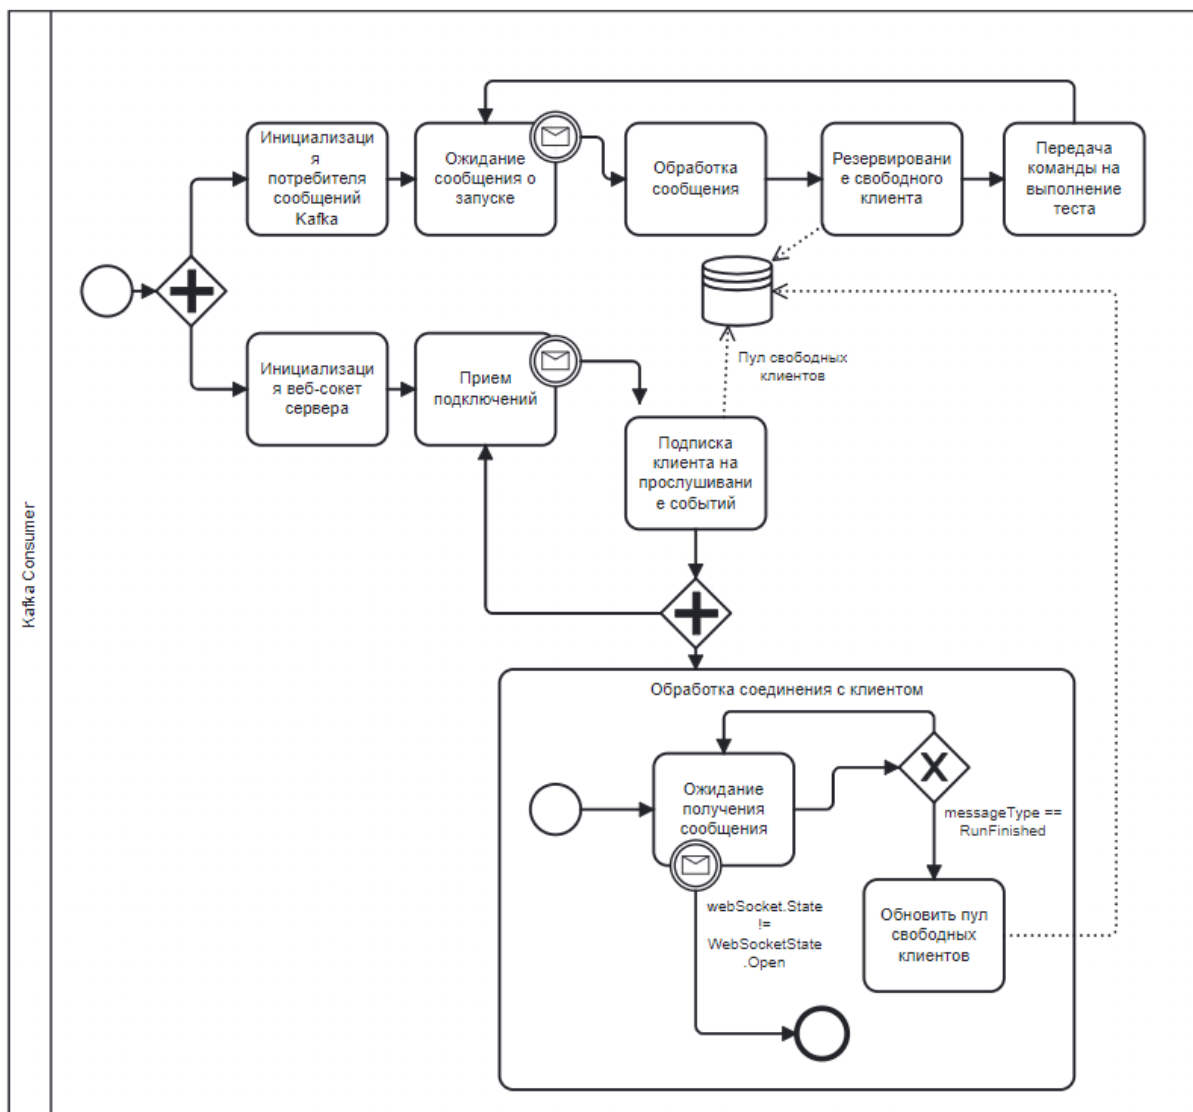 Kafka Consumer
Инициализаци
я
потребителя
сообщений
Kafka
Ожидание
сообщения о
запуске
Обработка
сообщения
Резервировани
е свободного
клиента
Передача
команды на
выполнение
теста
Инициализаци
я веб-сокет
сервера
Прием
подключений
Пул свободных
клиентов
Подписка
клиента на
прослушивани
е событий
Обработка соединения с клиентом
Ожидание
получения
сообщения
messageType ==
RunFinished
webSocket.State
!=
WebSocketState
.Open
Обновить пул
свободных
клиентов